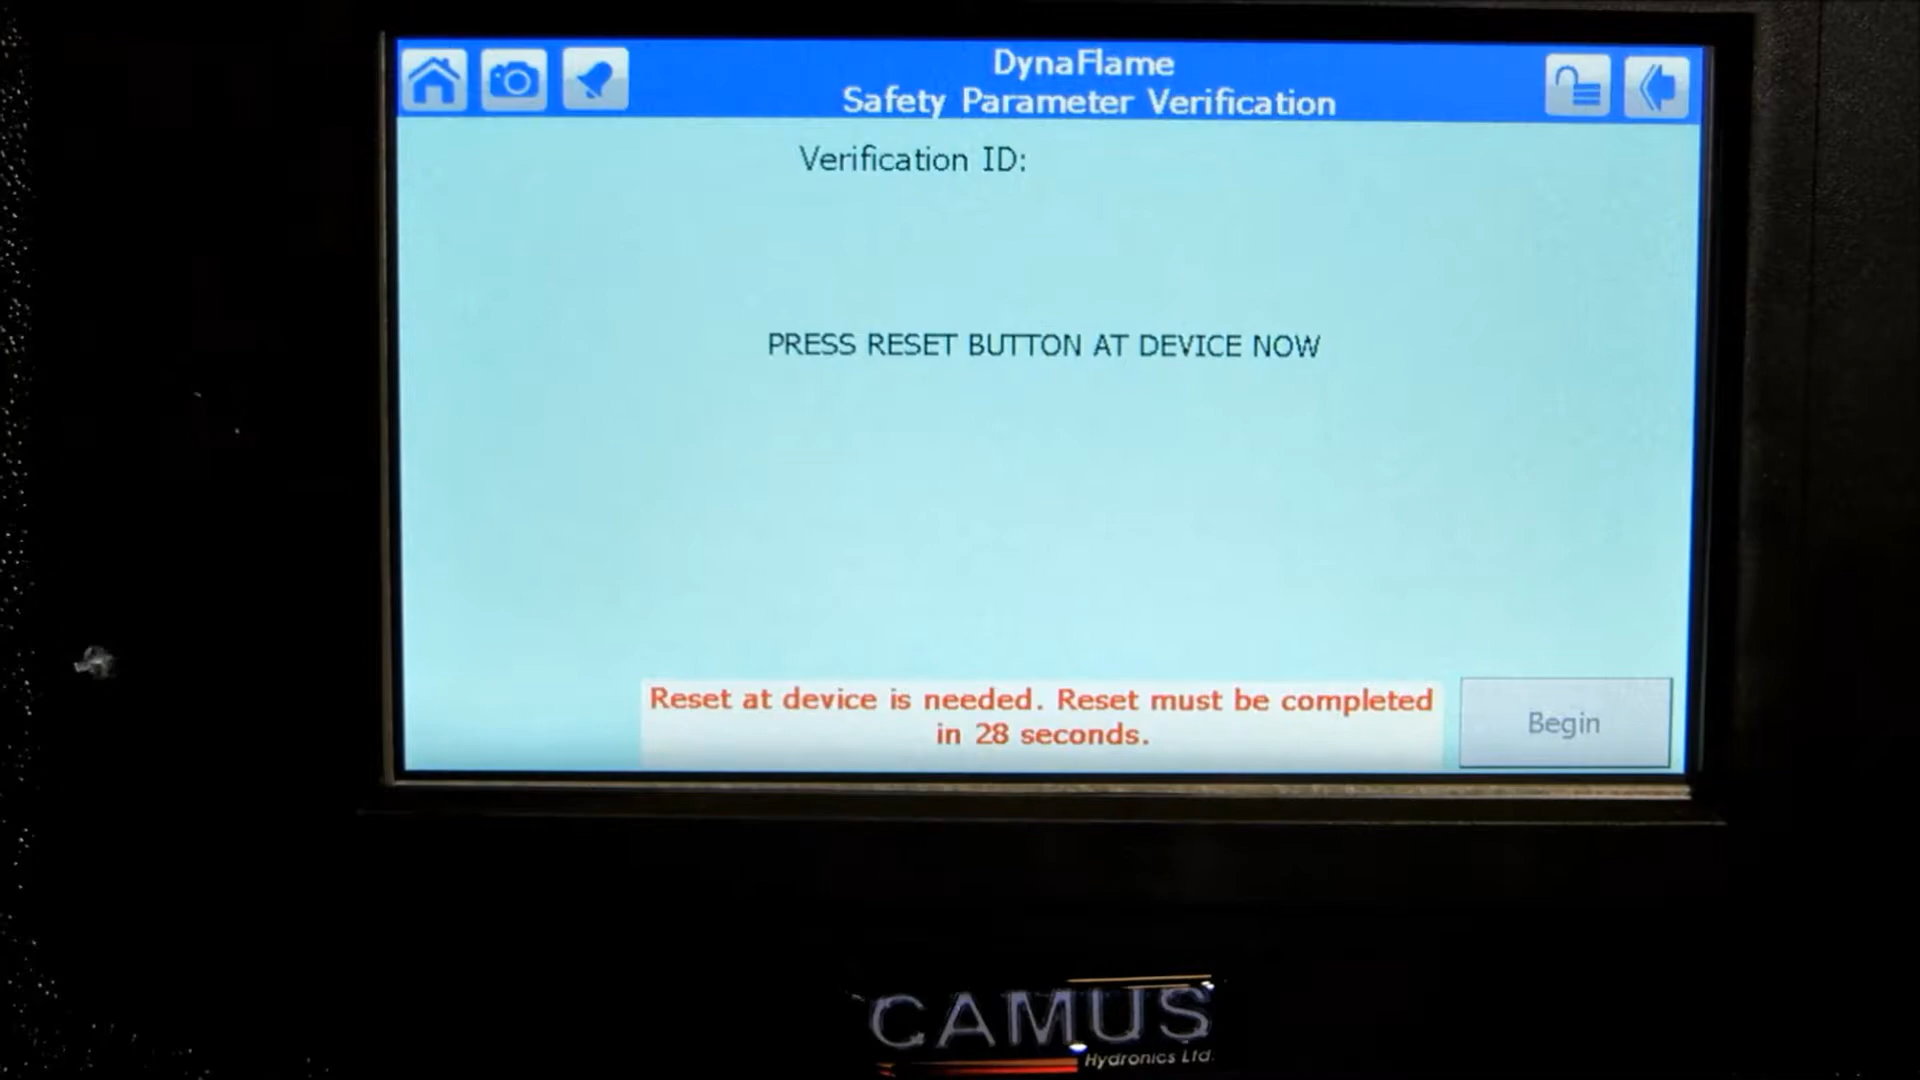 DynaFlame
Safety Parameter Verification
Verification ID:
PRESS RESET BUTTON AT DEVICE NOW
Reset at device is needed. Reset must be completed
in 28 seconds.
Begin
CAMUS
Hydronics Ltd.